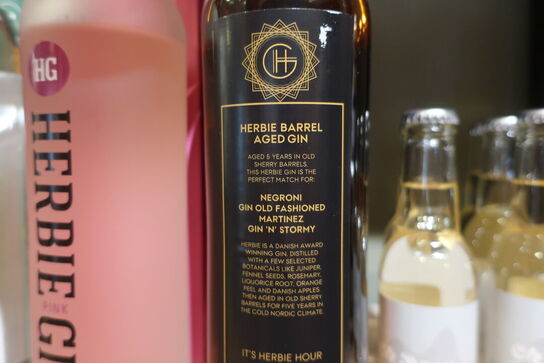 HG
HERBIE GI
PINK
GH
HERBIE BARREL
AGED GIN
AGED 5 YEARS IN OLD
SHERRY BARRELS.
THIS HERBIE GIN IS THE
PERFECT MATCH FOR:
NEGRONI
GIN OLD FASHIONED
MARTINEZ
GIN 'N' STORMY
HERBIE IS A DANISH AWARD
WINNING GIN, DISTILLED
WITH A FEW SELECTED
BOTANICALS LIKE JUNIPER,
FENNEL SEEDS, ROSEMARY,
LIQUORICE ROOT, ORANGE
PEEL AND DANISH APPLES.
THEN AGED IN OLD SHERRY
BARRELS FOR FIVE YEARS IN
THE COLD NORDIC CLIMATE.
IT'S HERBIE HOUR